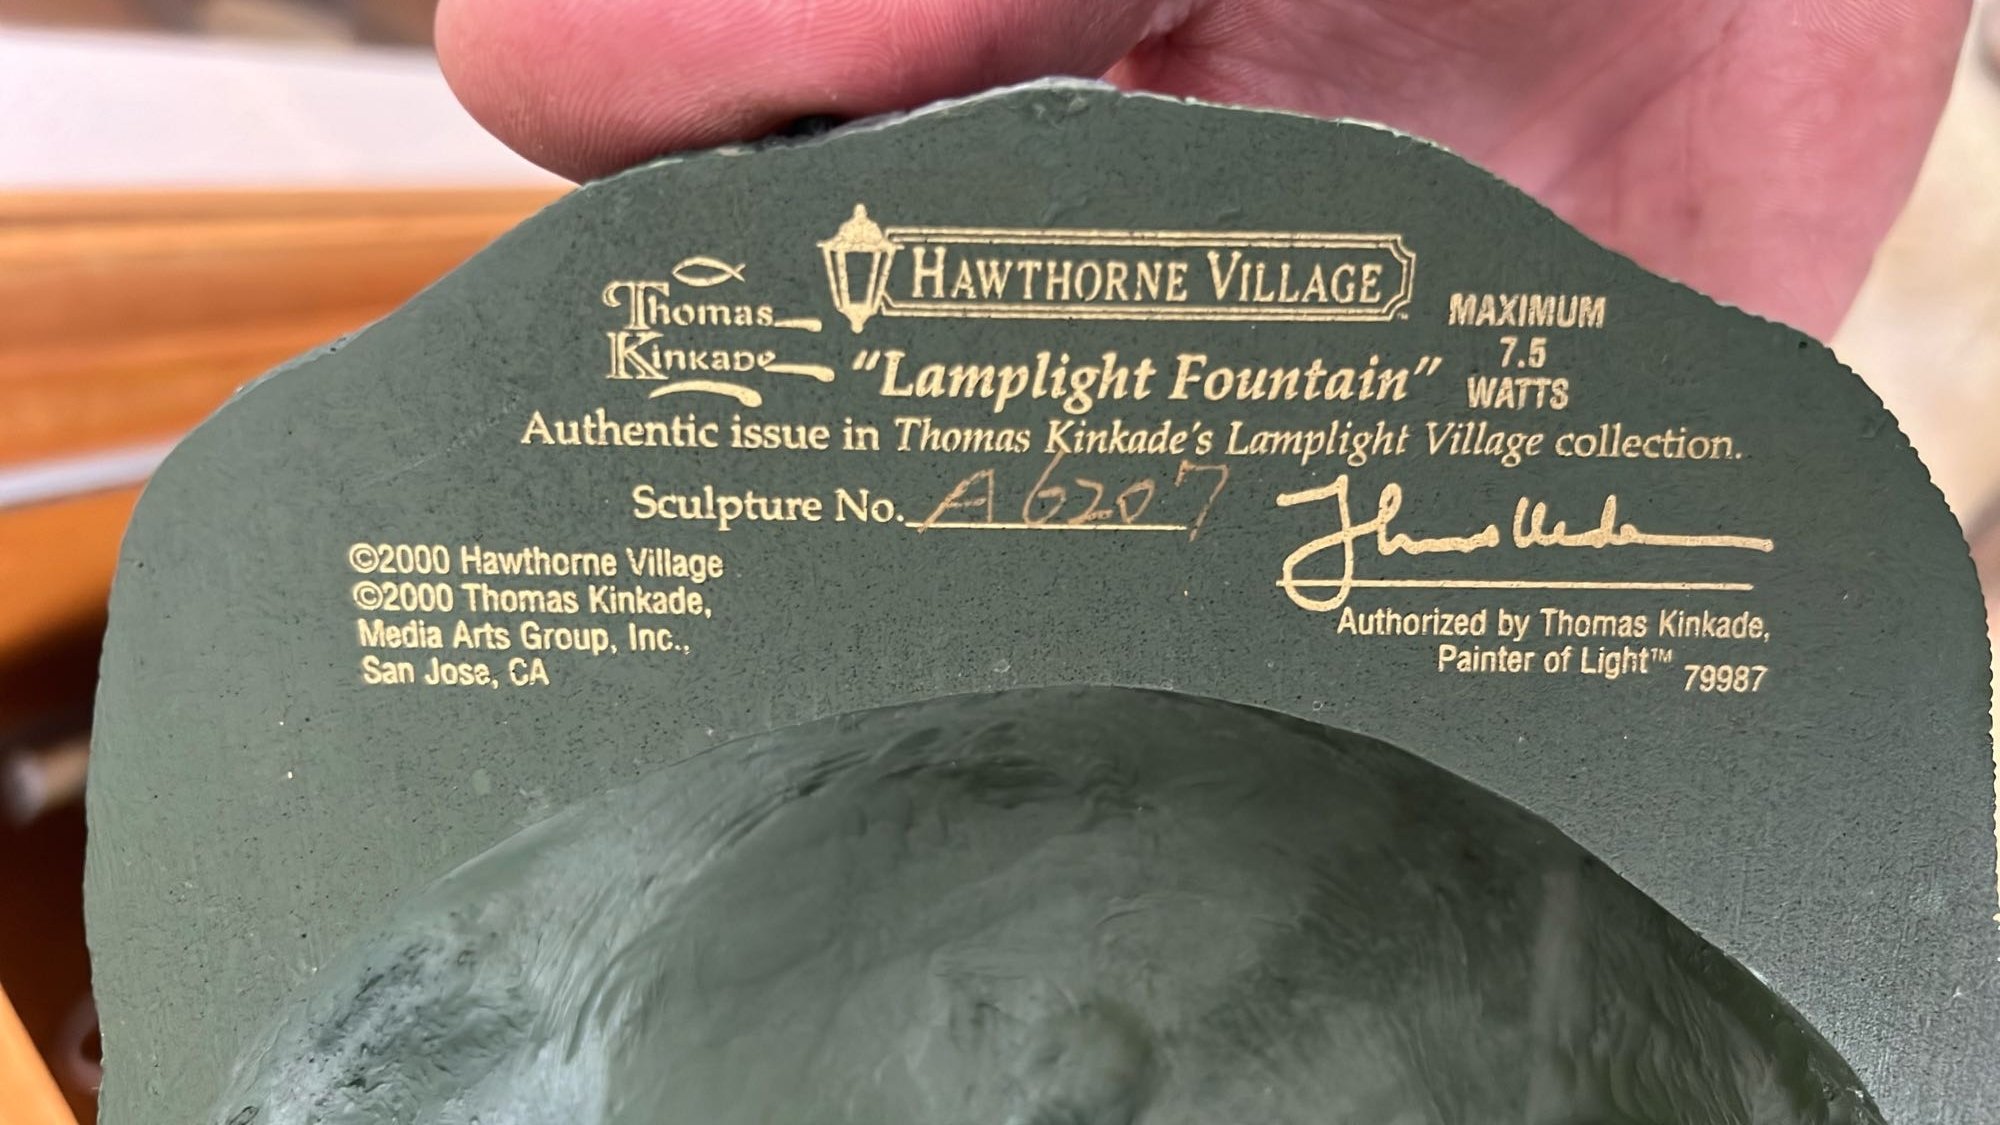 Thomas
Kinkade
HAWTHORNE VILLAGE™
MAXIMUM
7.5
WATTS
"Lamplight Fountain"
Authentic issue in Thomas Kinkade's Lamplight Village collection.
Sculpture No. A6207
©2000 Hawthorne Village
©2000 Thomas Kinkade,
Media Arts Group, Inc.,
San Jose, CA
Authorized by Thomas Kinkade,
Painter of Light™ 79987